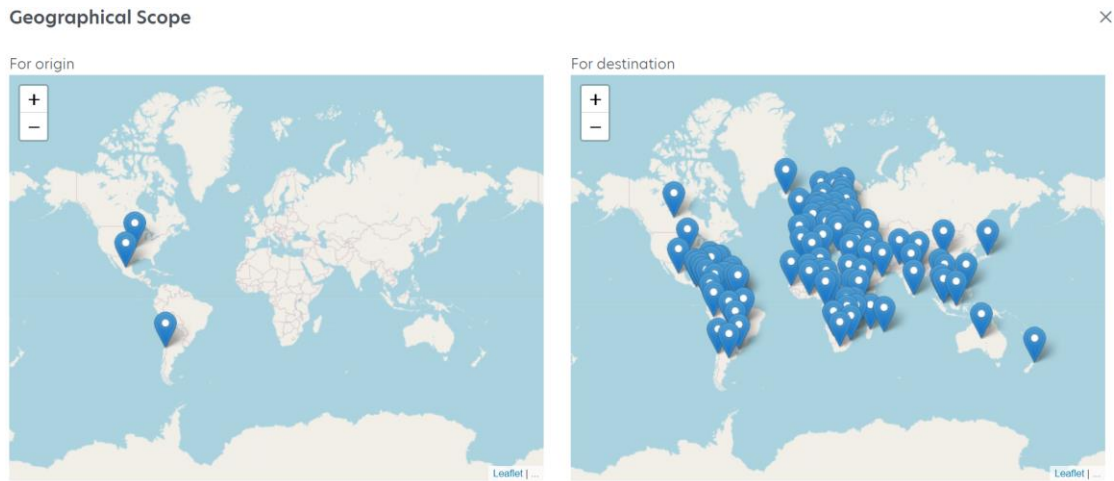 Geographical Scope
×
For origin
For destination
+
−
+
−
Leaflet | ...
Leaflet | ...